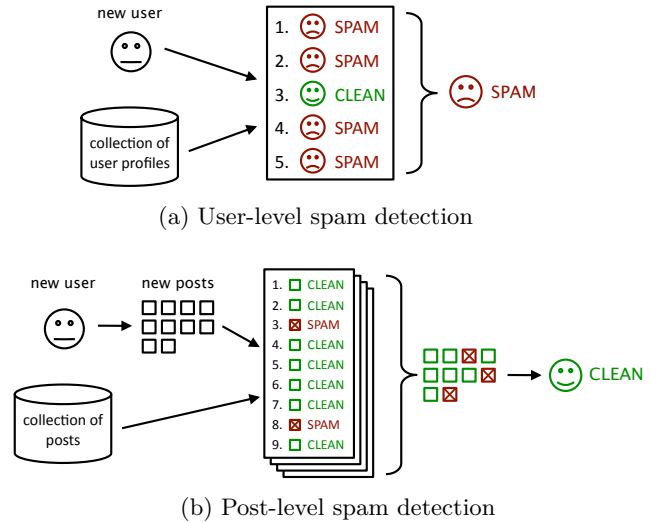 new user
collection of
user profiles
1. SPAM
2. SPAM
3. CLEAN
4. SPAM
5. SPAM
SPAM
(a) User-level spam detection
new user
new posts
collection of
posts
1. CLEAN
2. CLEAN
3. SPAM
4. CLEAN
5. CLEAN
6. CLEAN
7. CLEAN
8. SPAM
9. CLEAN
CLEAN
(b) Post-level spam detection